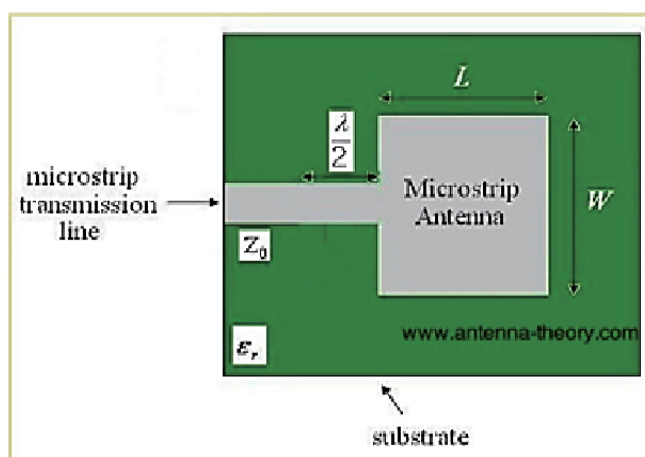 L
λ
2
microstrip
transmission
line
Microstrip
Antenna
W
Z₀
www.antenna-theory.com
εᵣ
substrate